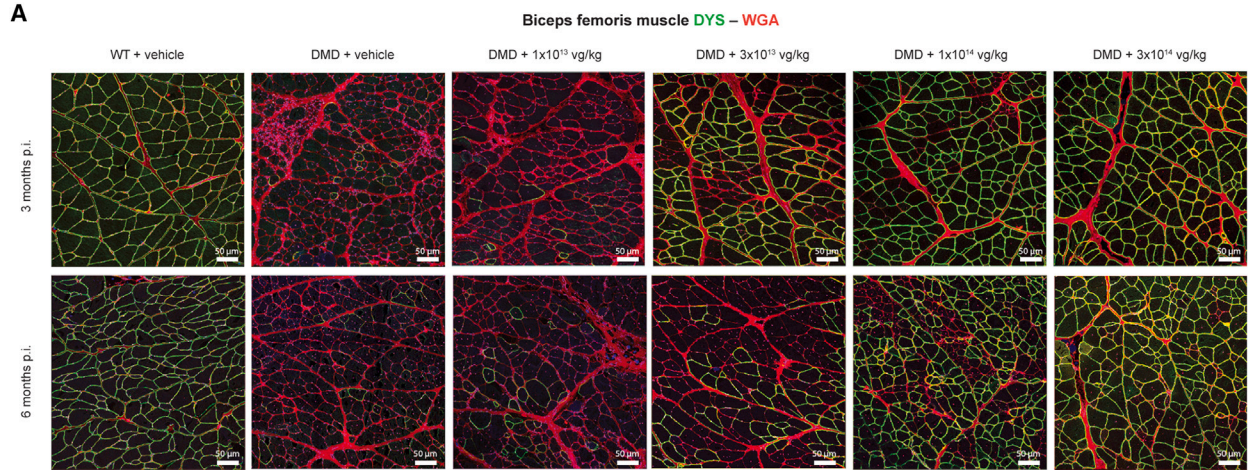 A
Biceps femoris muscle DYS – WGA
WT + vehicle
DMD + vehicle
DMD + 1x10¹³ vg/kg
DMD + 3x10¹³ vg/kg
DMD + 1x10¹⁴ vg/kg
DMD + 3x10¹⁴ vg/kg
3 months p.i.
50 µm
50 µm
50 µm
50 µm
50 µm
50 µm
6 months p.i.
50 µm
50 µm
50 µm
50 µm
50 µm
50 µm